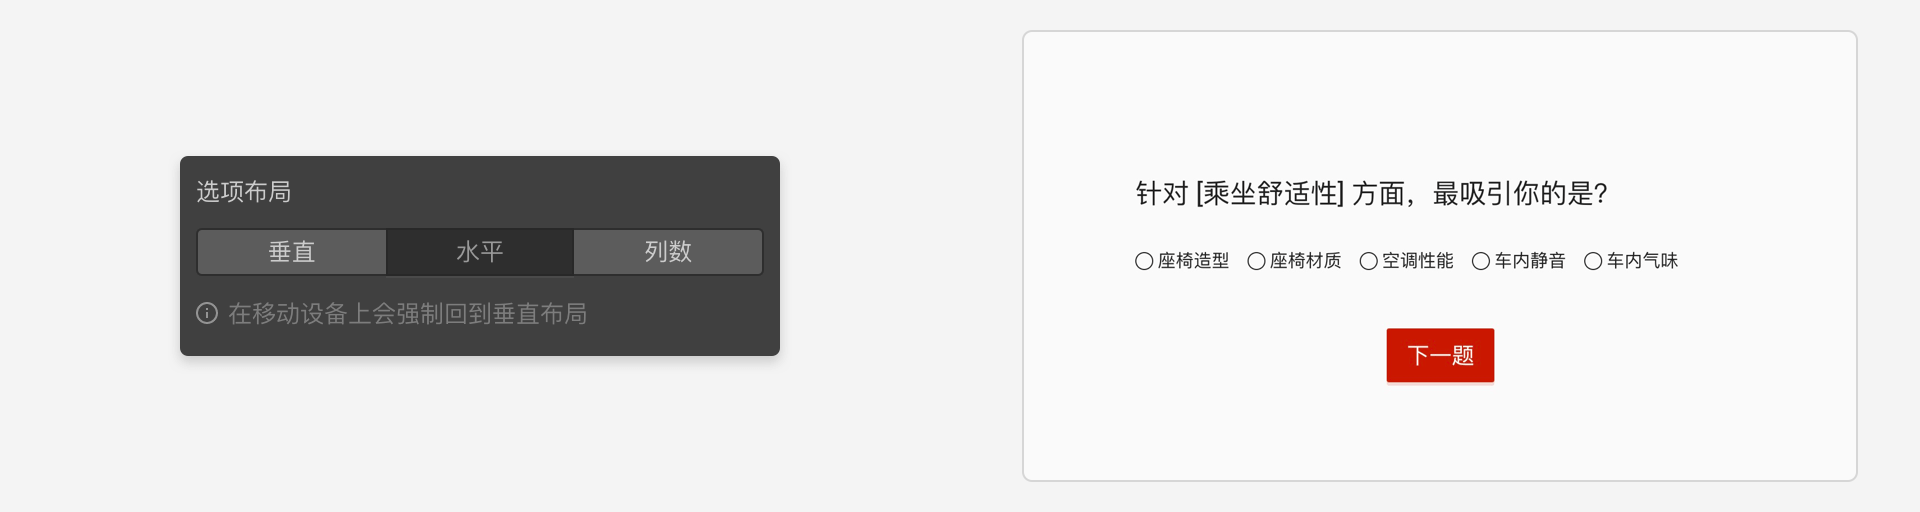 选项布局
垂直 水平 列数
在移动设备上会强制回到垂直布局
针对 [乘坐舒适性] 方面，最吸引你的是？
座椅造型 座椅材质 空调性能 车内静音 车内气味
下一题